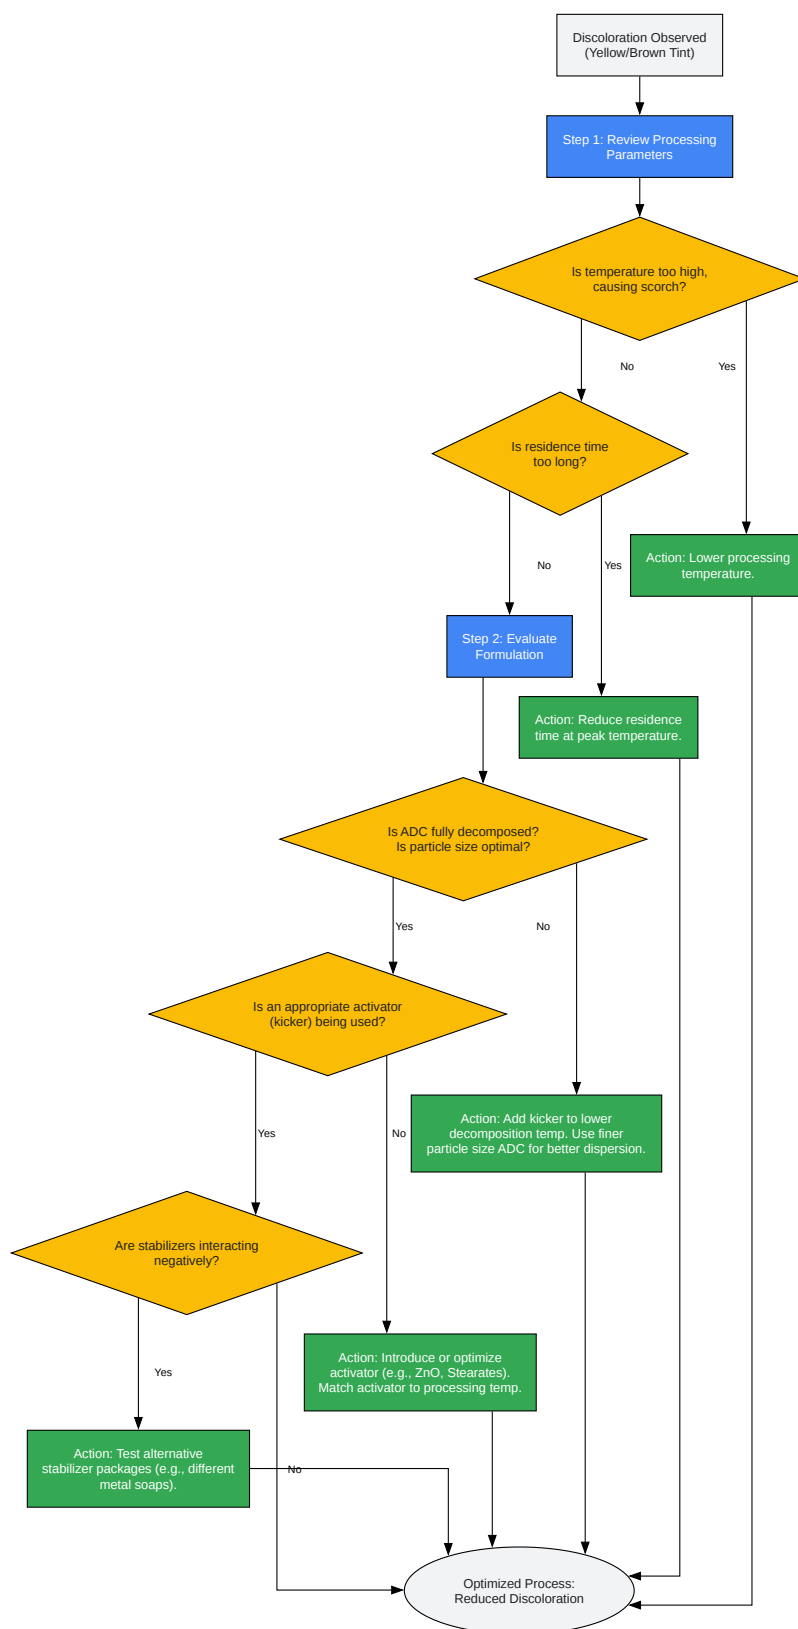 Discoloration Observed
(Yellow/Brown Tint)
Step 1: Review Processing
Parameters
Is temperature too high,
causing scorch?
No
Yes
Is residence time
too long?
Action: Lower processing
temperature.
No
Yes
Step 2: Evaluate
Formulation
Action: Reduce residence
time at peak temperature.
Is ADC fully decomposed?
Is particle size optimal?
Yes
No
Is an appropriate activator
(kicker) being used?
Action: Add kicker to lower
decomposition temp. Use finer
particle size ADC for better dispersion.
Yes
No
Are stabilizers interacting
negatively?
Action: Introduce or optimize
activator (e.g., ZnO, Stearates).
Match activator to processing temp.
Yes
Action: Test alternative
stabilizer packages (e.g., different
metal soaps).
No
Optimized Process:
Reduced Discoloration